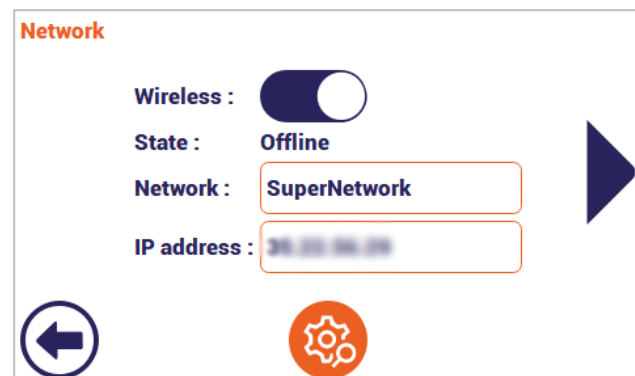 Network
Wireless :
State : Offline
Network : SuperNetwork
IP address :